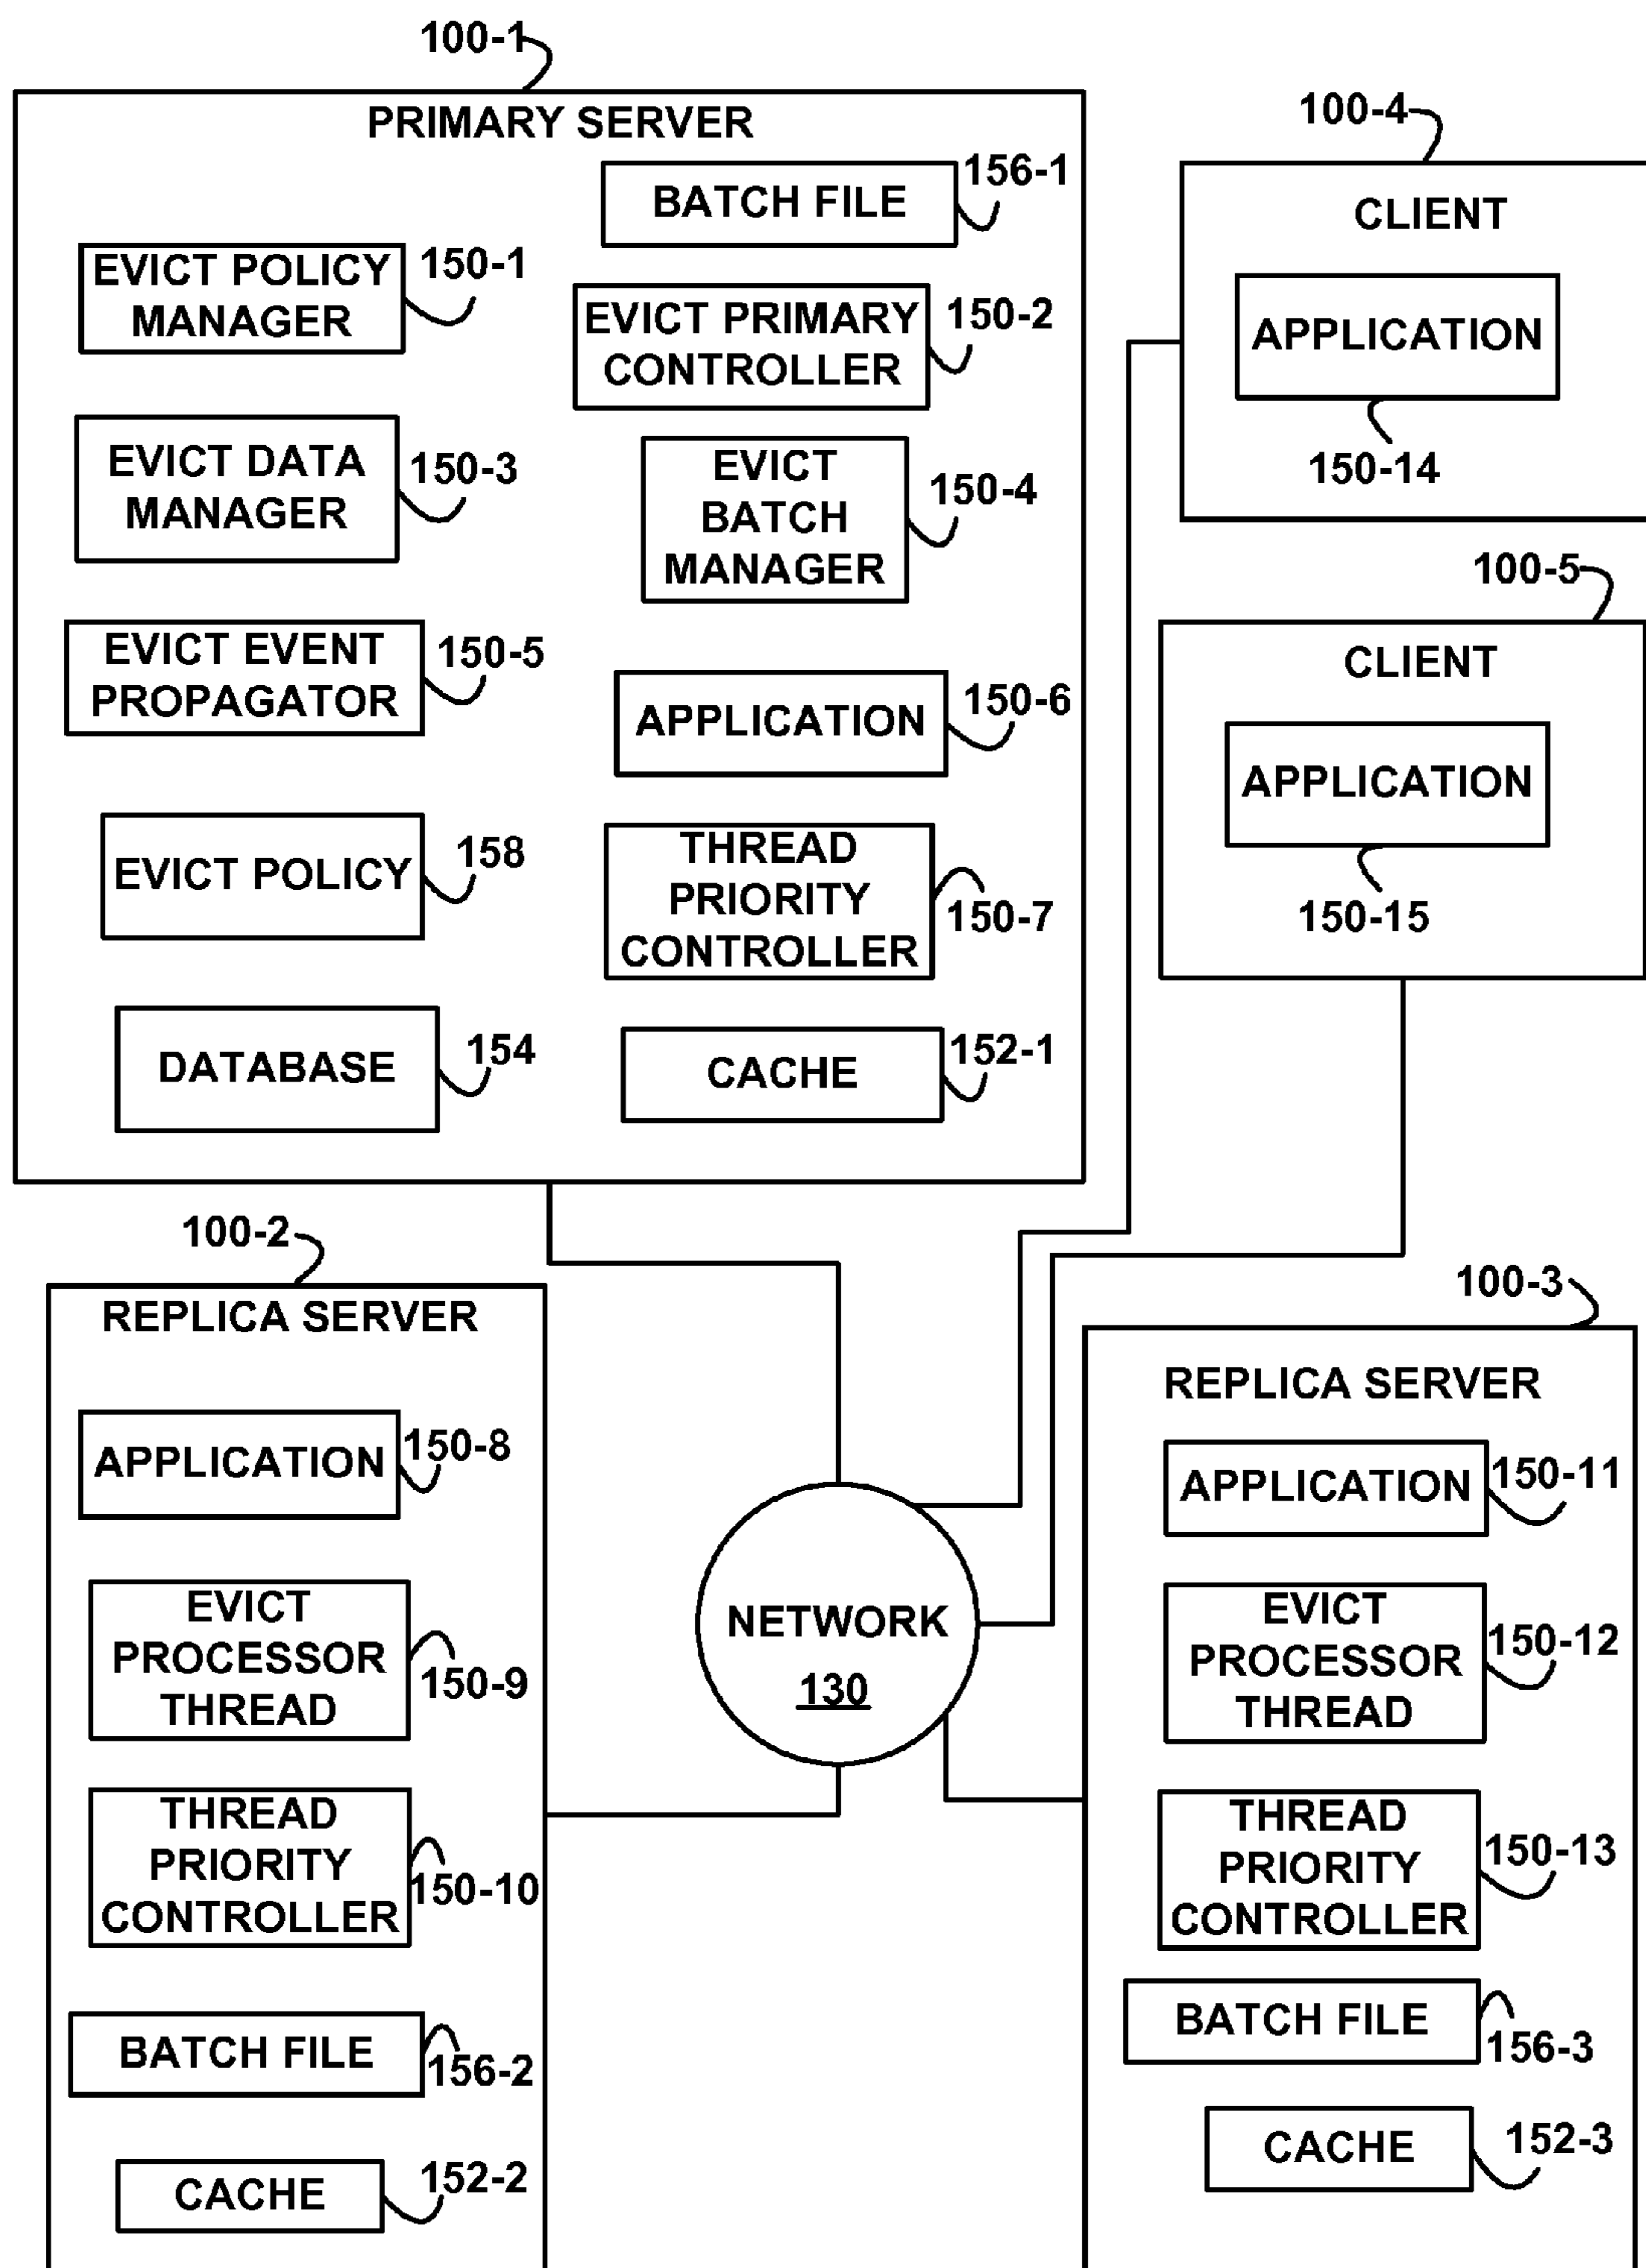 100-1
PRIMARY SERVER
BATCH FILE
156-1
EVICT POLICY
MANAGER
150-1
EVICT PRIMARY
CONTROLLER
150-2
EVICT DATA
MANAGER
150-3
EVICT
BATCH
MANAGER
150-4
EVICT EVENT
PROPAGATOR
150-5
APPLICATION
150-6
EVICT POLICY
158
THREAD
PRIORITY
CONTROLLER
150-7
DATABASE
154
CACHE
152-1
100-4
CLIENT
APPLICATION
150-14
100-5
CLIENT
APPLICATION
150-15
100-2
REPLICA SERVER
APPLICATION
150-8
EVICT
PROCESSOR
THREAD
150-9
THREAD
PRIORITY
CONTROLLER
150-10
BATCH FILE
156-2
CACHE
152-2
NETWORK
130
100-3
REPLICA SERVER
APPLICATION
150-11
EVICT
PROCESSOR
THREAD
150-12
THREAD
PRIORITY
CONTROLLER
150-13
BATCH FILE
156-3
CACHE
152-3